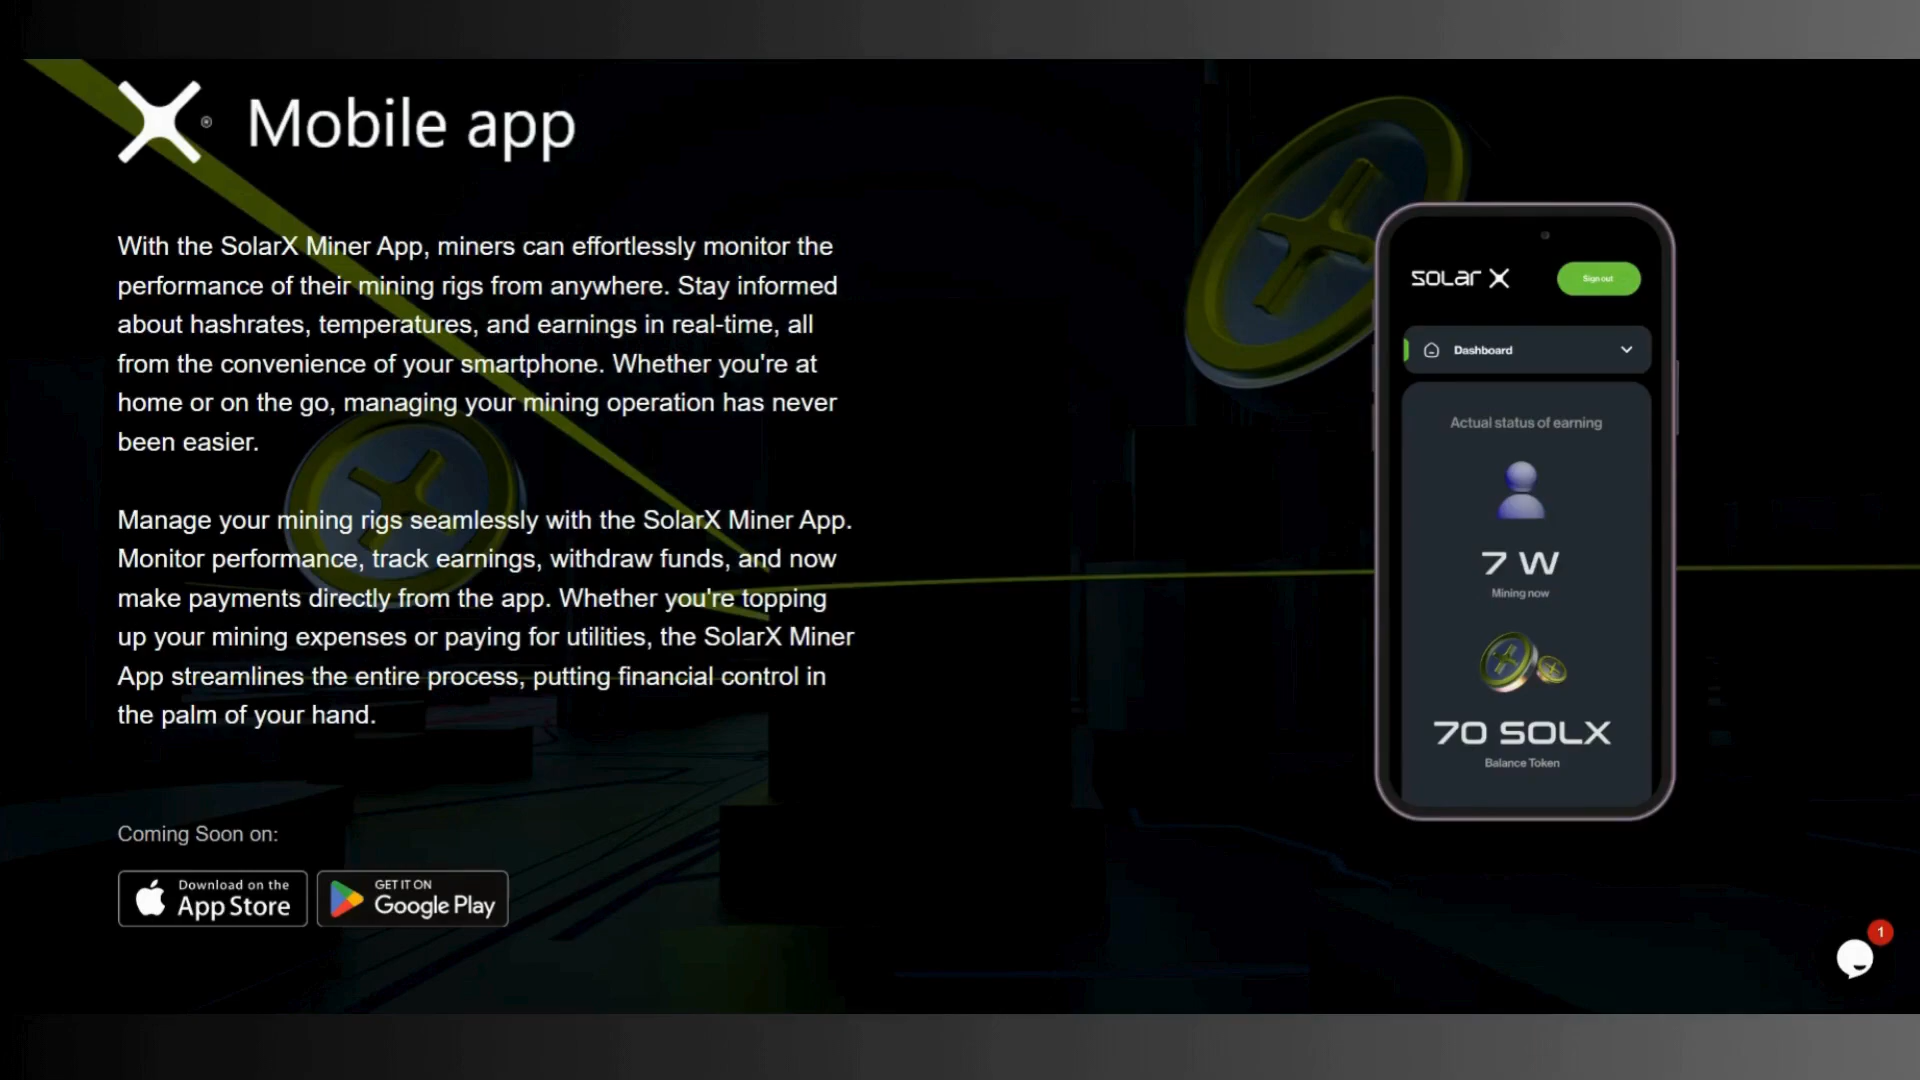 Mobile app
With the SolarX Miner App, miners can effortlessly monitor the
performance of their mining rigs from anywhere. Stay informed
about hashrates, temperatures, and earnings in real-time, all
from the convenience of your smartphone. Whether you're at
home or on the go, managing your mining operation has never
been easier.
Manage your mining rigs seamlessly with the SolarX Miner App.
Monitor performance, track earnings, withdraw funds, and now
make payments directly from the app. Whether you're topping
up your mining expenses or paying for utilities, the SolarX Miner
App streamlines the entire process, putting financial control in
the palm of your hand.
Coming Soon on:
Download on the
App Store
GET IT ON
Google Play
SOLAR X
Sign out
Dashboard
Actual status of earning
7 W
Mining now
70 SOLX
Balance Token
1